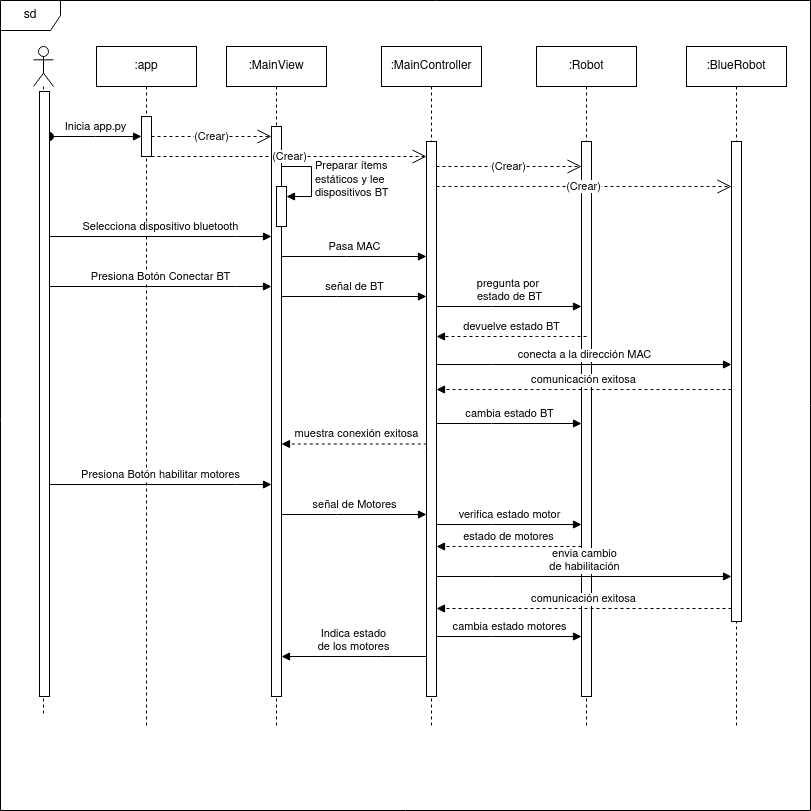 sd
:app
:MainView
:MainController
:Robot
:BlueRobot
Inicia app.py
(Crear)
(Crear)
Preparar ítems
estáticos y lee
dispositivos BT
(Crear)
(Crear)
Selecciona dispositivo bluetooth
Pasa MAC
Presiona Botón Conectar BT
señal de BT
pregunta por
estado de BT
devuelve estado BT
conecta a la dirección MAC
comunicación exitosa
cambia estado BT
muestra conexión exitosa
Presiona Botón habilitar motores
señal de Motores
verifica estado motor
estado de motores
envia cambio
de habilitación
comunicación exitosa
cambia estado motores
Indica estado
de los motores